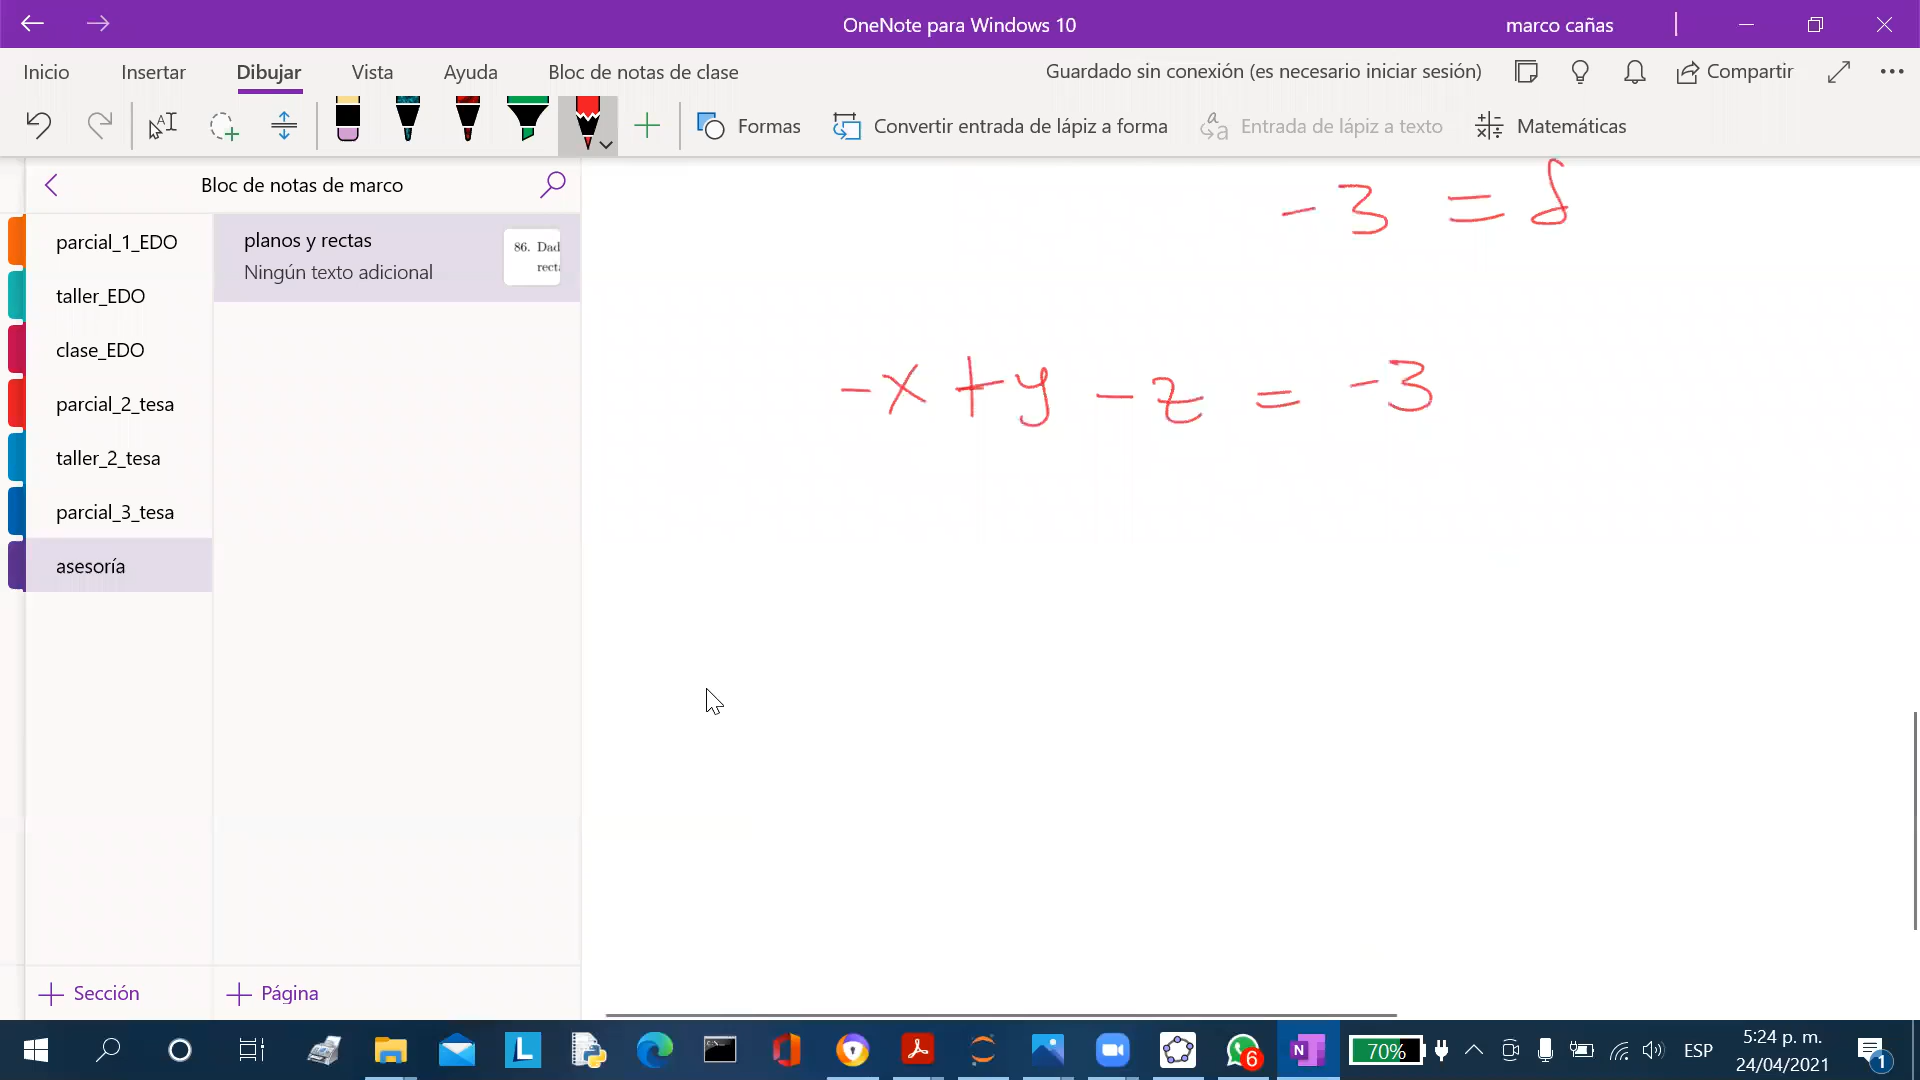 OneNote para Windows 10
marco cañas
Inicio Insertar Dibujar Vista Ayuda Bloc de notas de clase
Guardado sin conexión (es necesario iniciar sesión)
Compartir
Formas
Convertir entrada de lápiz a forma
Entrada de lápiz a texto
Matemáticas
Bloc de notas de marco
parcial_1_EDO
taller_EDO
clase_EDO
parcial_2_tesa
taller_2_tesa
parcial_3_tesa
asesoría
planos y rectas
Ningún texto adicional
86. Dad
recta
-3 = δ
-x + y - z = -3
Sección
Página
70%
6
ESP
5:24 p. m.
24/04/2021
1